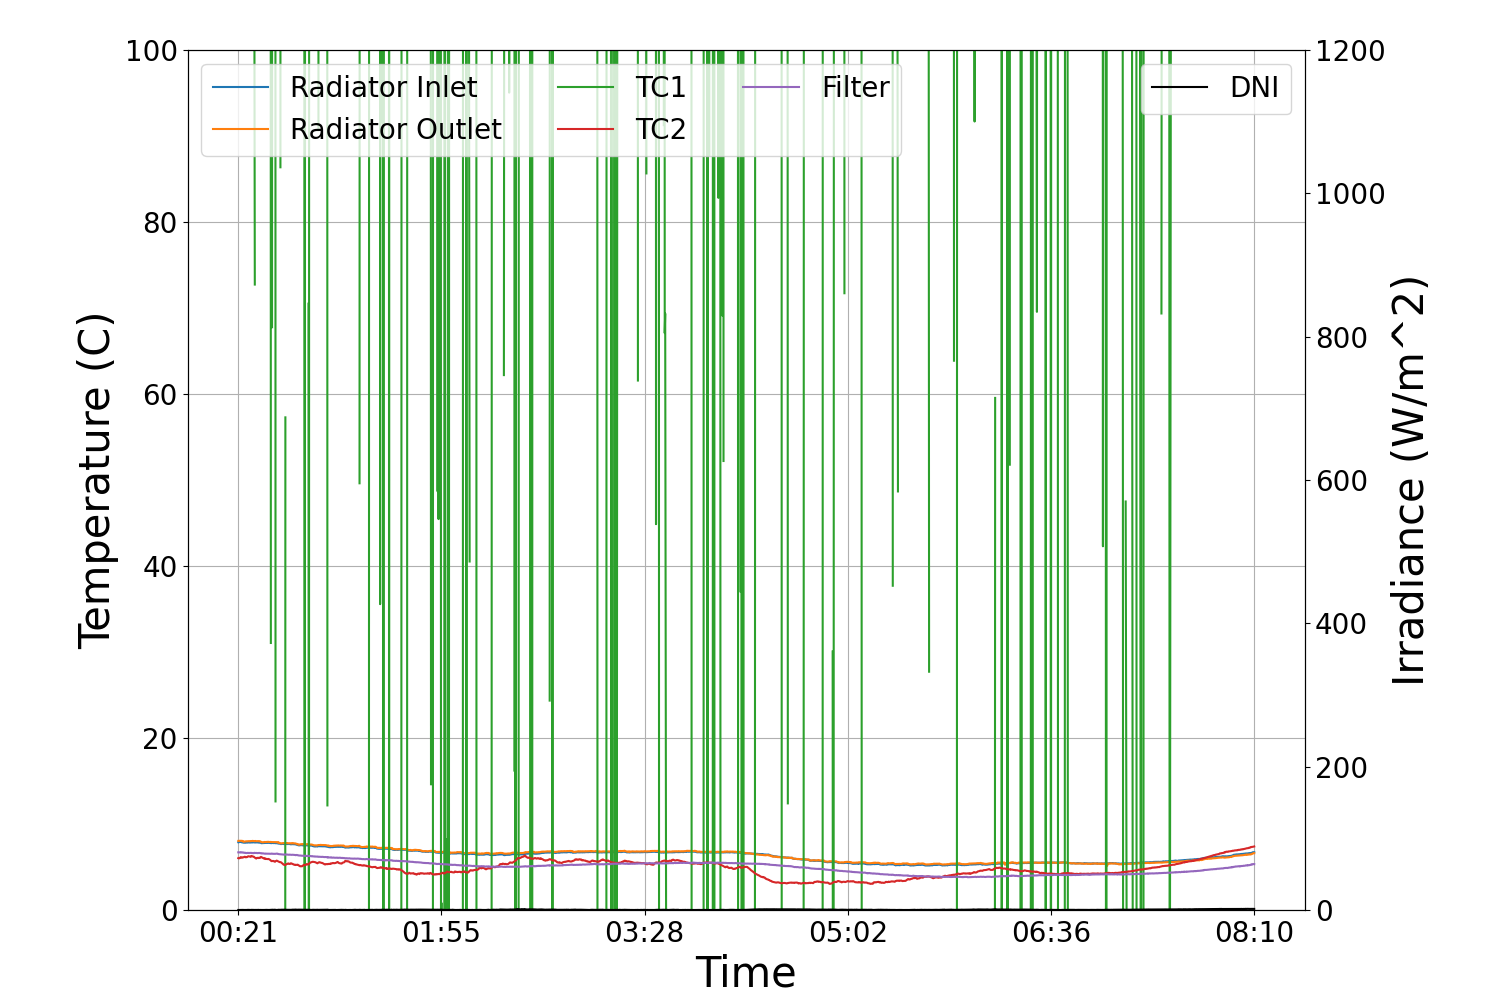 100
80
60
40
20
0
Temperature (C)
Radiator Inlet
Radiator Outlet
TC1
TC2
Filter
DNI
1200
1000
800
600
400
200
0
Irradiance (W/m^2)
00:21 01:55 03:28 05:02 06:36 08:10
Time